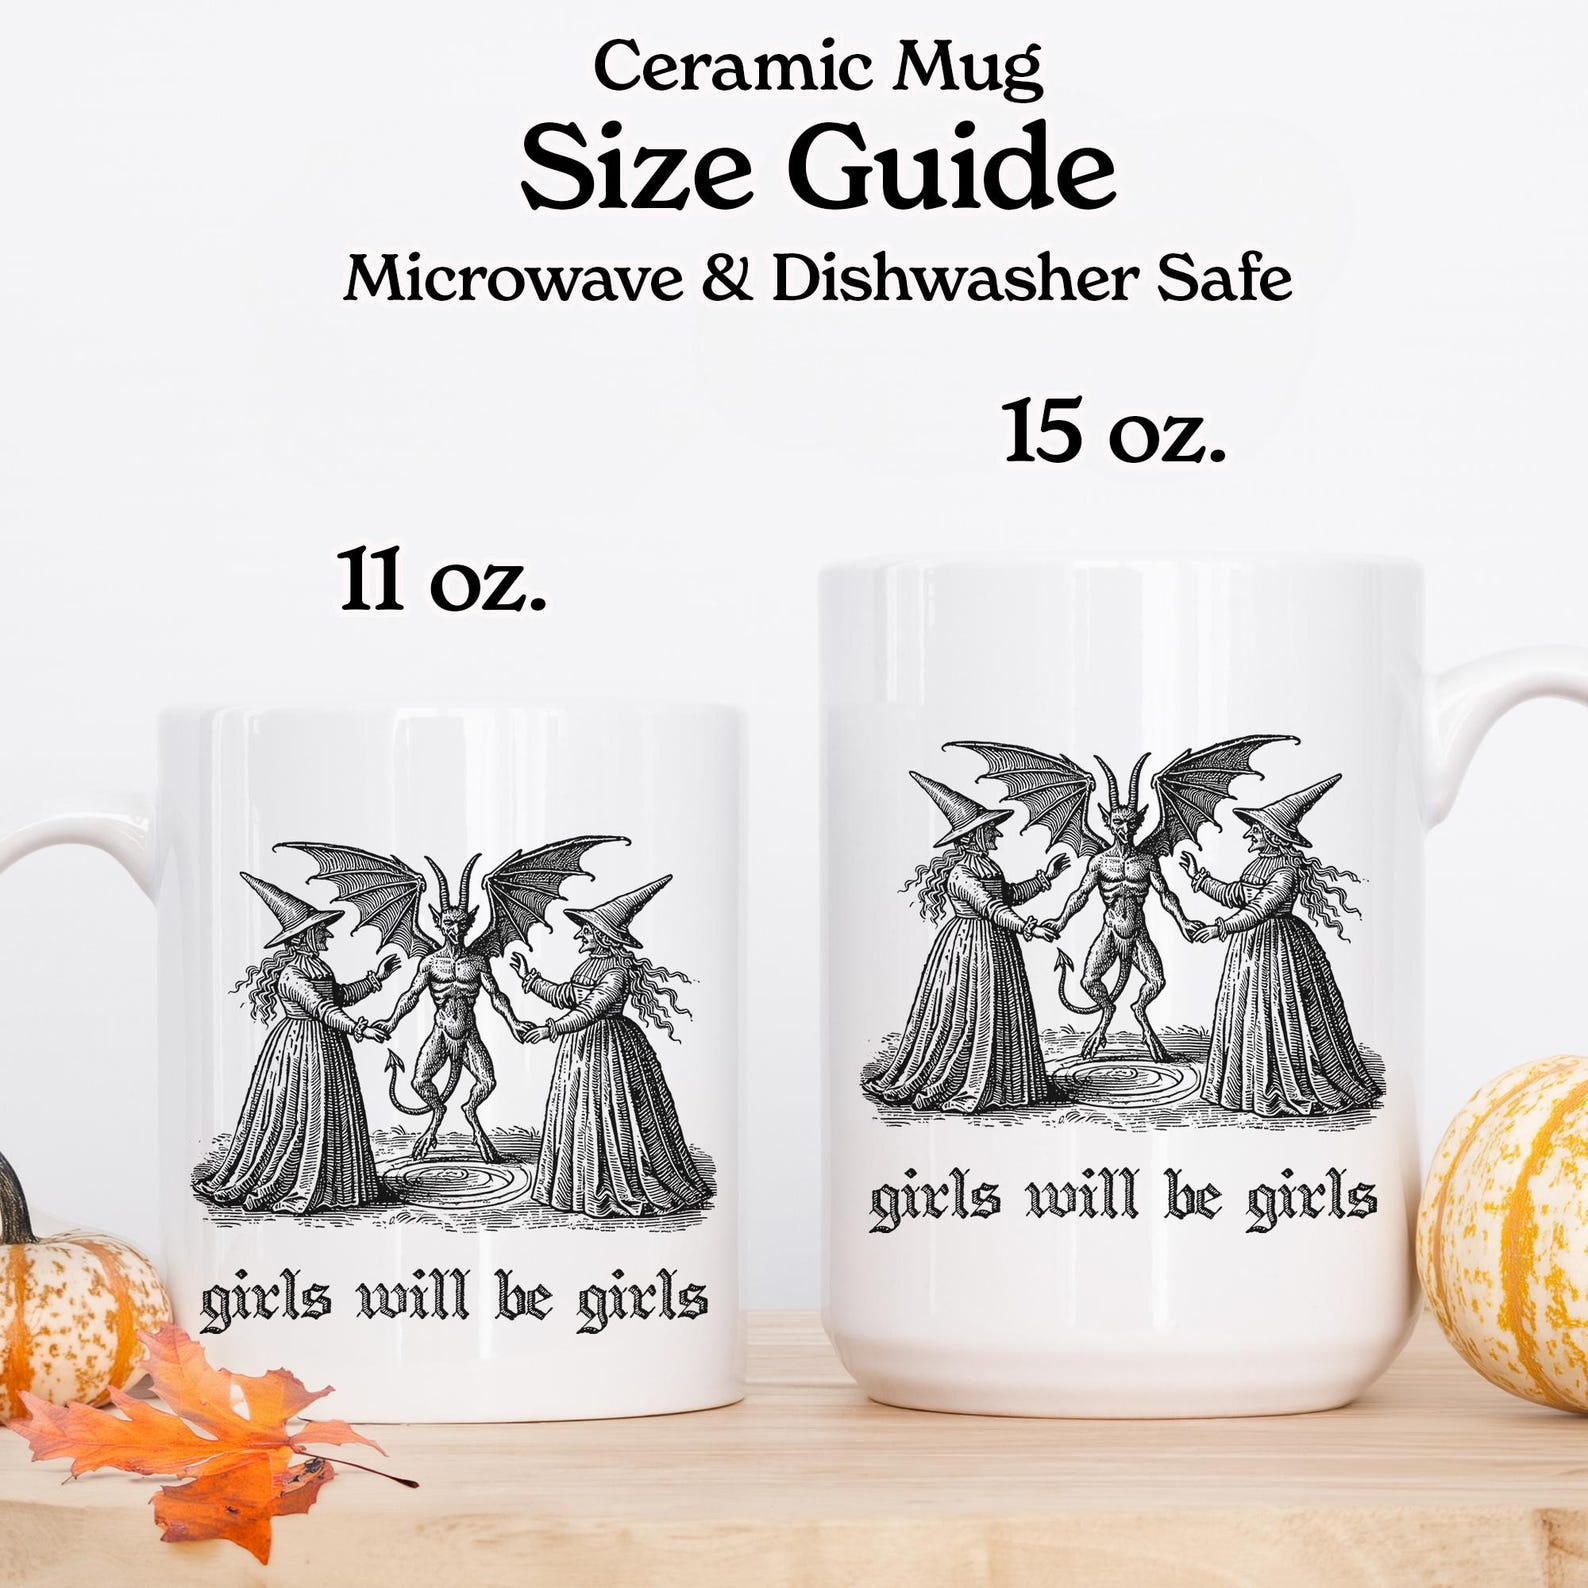 Ceramic Mug
Size Guide
Microwave & Dishwasher Safe
15 oz.
11 oz.
girls will be girls
girls will be girls